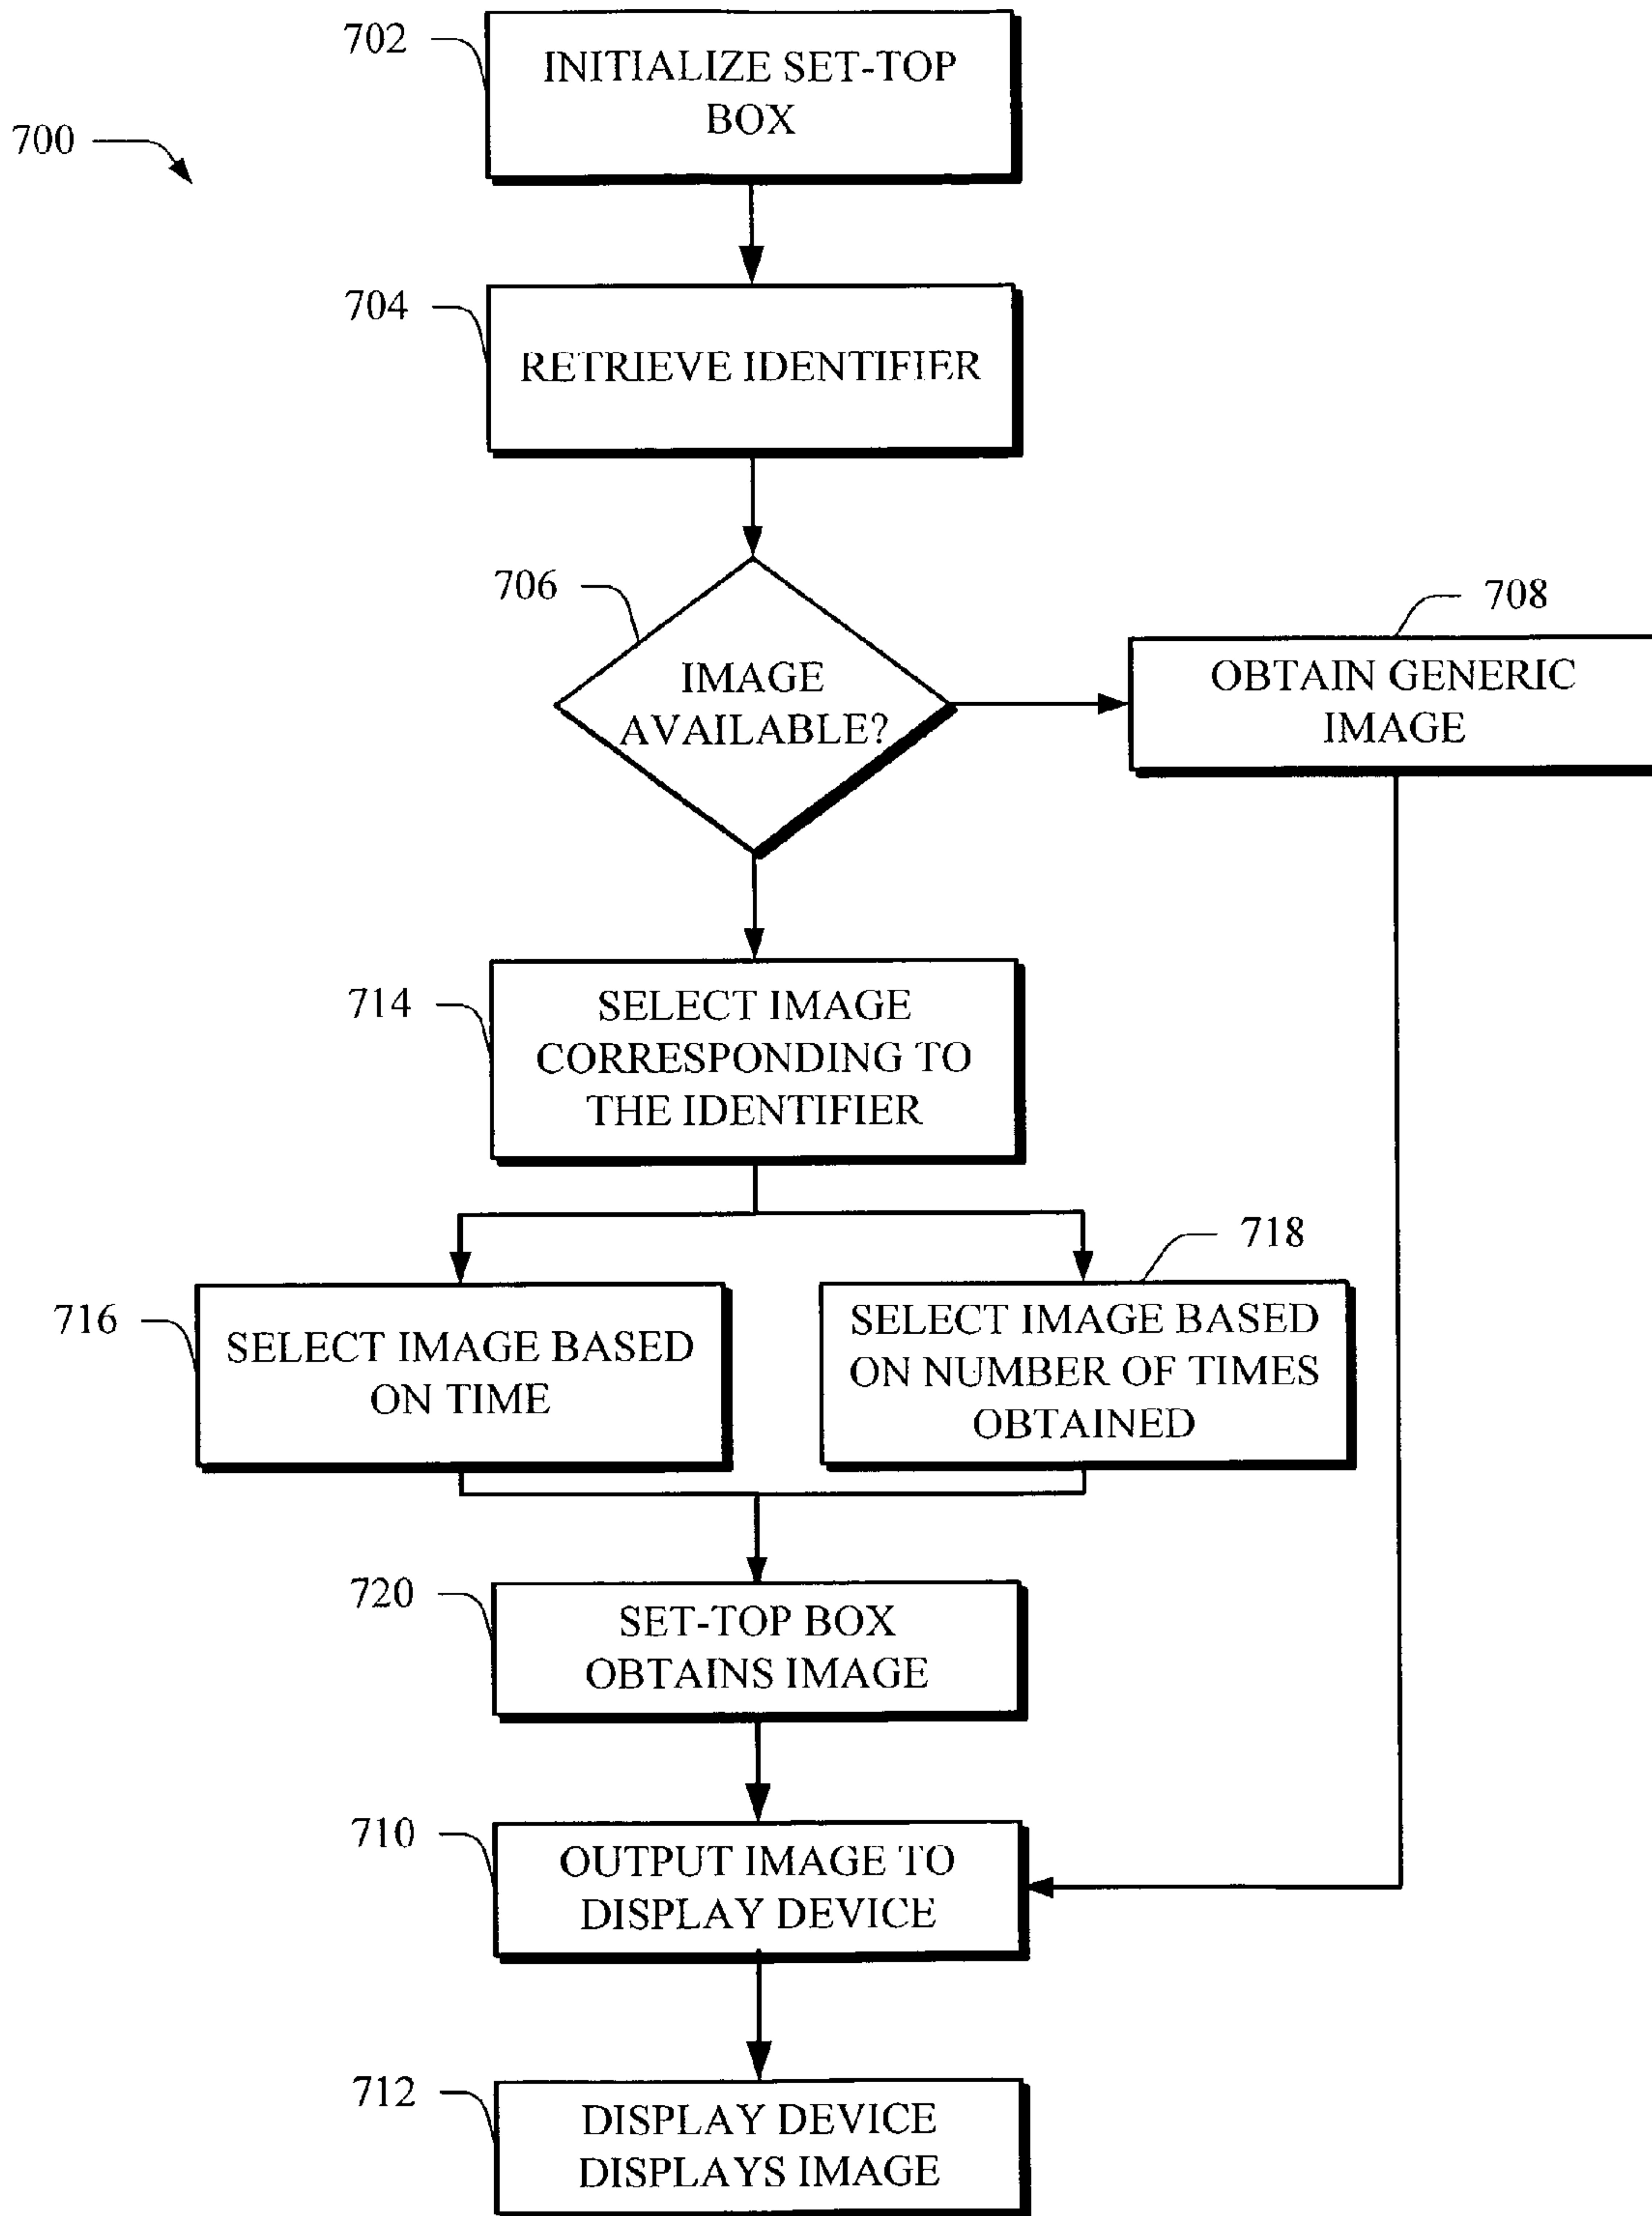 702
INITIALIZE SET-TOP
BOX
700
704
RETRIEVE IDENTIFIER
706
IMAGE
AVAILABLE?
708
OBTAIN GENERIC
IMAGE
714
SELECT IMAGE
CORRESPONDING TO
THE IDENTIFIER
716
SELECT IMAGE BASED
ON TIME
718
SELECT IMAGE BASED
ON NUMBER OF TIMES
OBTAINED
720
SET-TOP BOX
OBTAINS IMAGE
710
OUTPUT IMAGE TO
DISPLAY DEVICE
712
DISPLAY DEVICE
DISPLAYS IMAGE